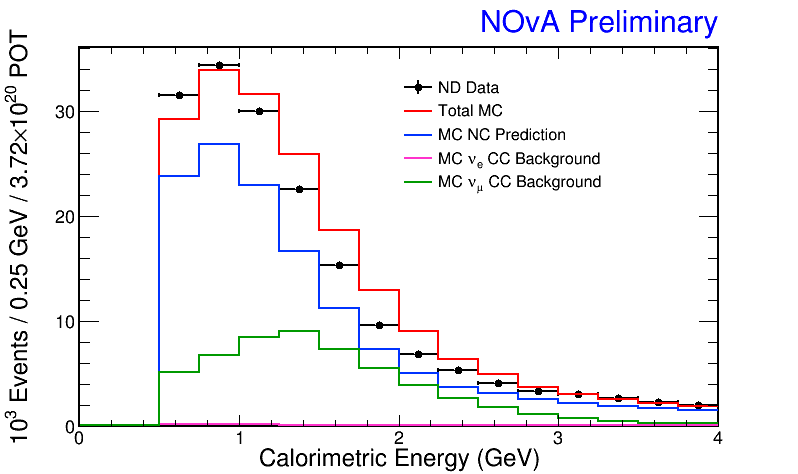 NOvA Preliminary
10³ Events / 0.25 GeV / 3.72×10²⁰ POT
30
20
10
0
ND Data
Total MC
MC NC Prediction
MC νₑ CC Background
MC ν_μ CC Background
0 1 2 3 4
Calorimetric Energy (GeV)